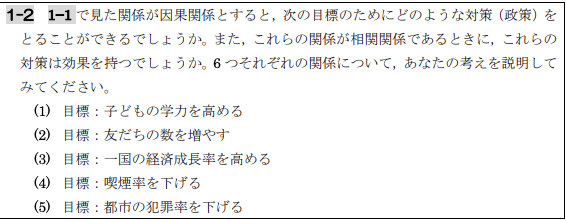 1-2 1-1で見た関係が因果関係とすると，次の目標のためにどのような対策（政策）を
とることができるでしょうか。また，これらの関係が相関関係であるときに，これらの
対策は効果を持つでしょうか。6つそれぞれの関係について，あなたの考えを説明して
みてください。
(1) 目標：子どもの学力を高める
(2) 目標：友だちの数を増やす
(3) 目標：一国の経済成長率を高める
(4) 目標：喫煙率を下げる
(5) 目標：都市の犯罪率を下げる